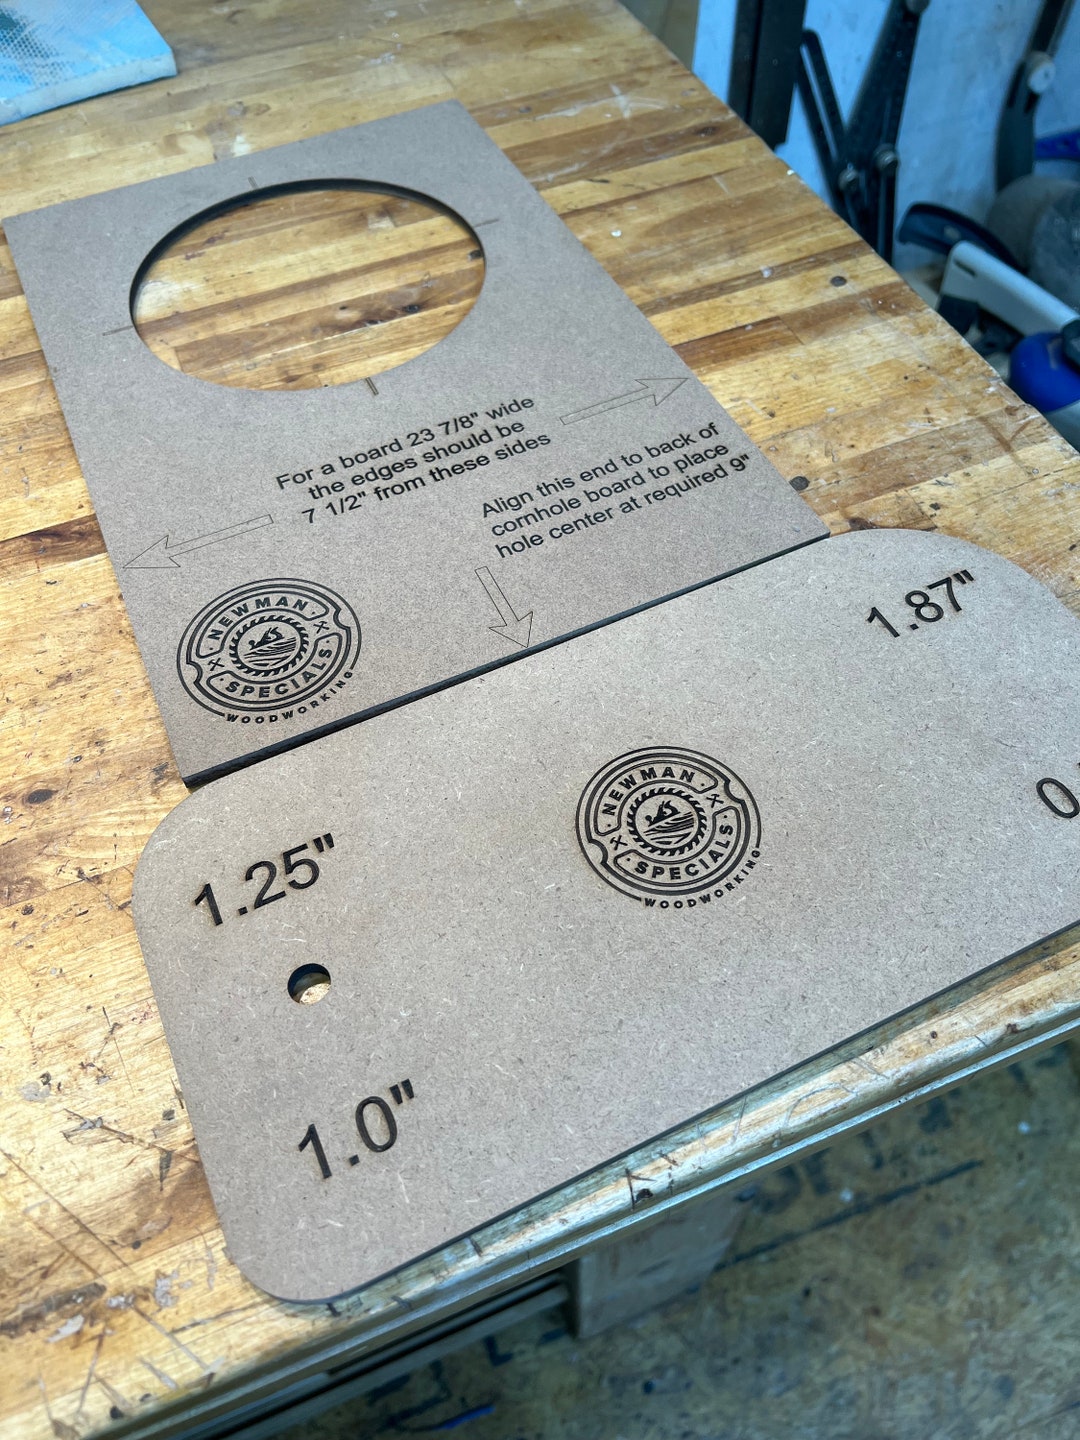 For a board 23 7/8" wide
the edges should be
7 1/2" from these sides
Align this end to back of
cornhole board to place
hole center at required 9"
NEWMAN
SPECIALS
WOODWORKING
1.87"
1.25"
NEWMAN
SPECIALS
WOODWORKING
1.0"